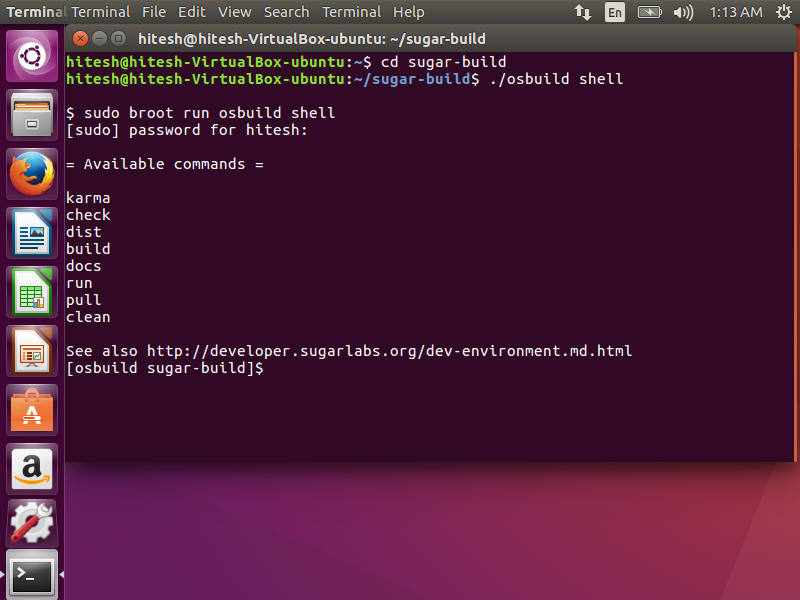 Terminal Terminal File Edit View Search Terminal Help En 1:13 AM
hitesh@hitesh-VirtualBox-ubuntu: ~/sugar-build
hitesh@hitesh-VirtualBox-ubuntu:~$ cd sugar-build
hitesh@hitesh-VirtualBox-ubuntu:~/sugar-build$ ./osbuild shell
$ sudo broot run osbuild shell
[sudo] password for hitesh:
= Available commands =
karma
check
dist
build
docs
run
pull
clean
See also http://developer.sugarlabs.org/dev-environment.md.html
[osbuild sugar-build]$
A
a
>_